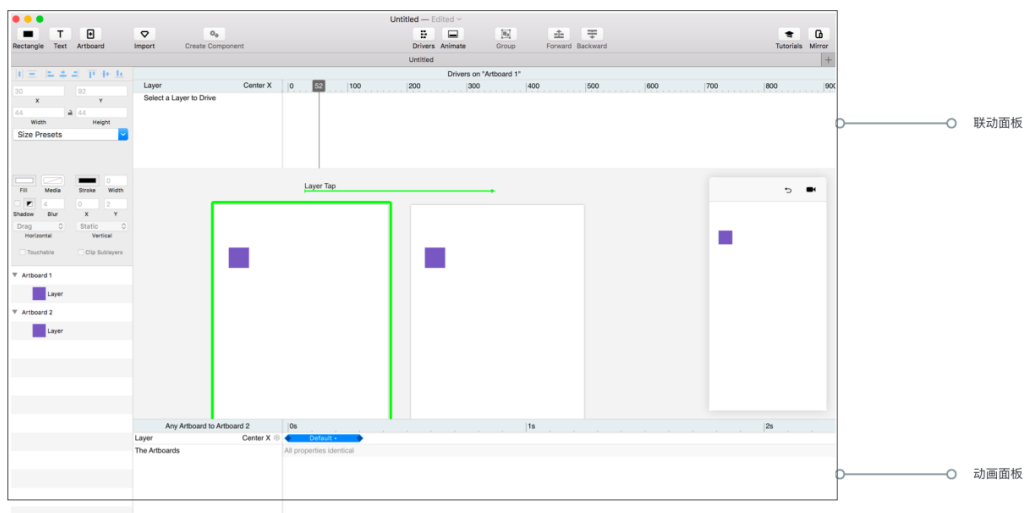 Untitled — Edited
Rectangle Text Artboard Import Create Component Drivers Animate Group Forward Backward Tutorials Mirror
Untitled +
Drivers on "Artboard 1"
Layer Center X 0 52 100 200 300 400 500 600 700 800 900
Select a Layer to Drive
30 92
X Y
44 44
Width Height
Size Presets
联动面板
0
Fill Media Stroke Width
4 0 2
Shadow Blur X Y
Drag Static
Horizontal Vertical
Touchable Clip Sublayers
Layer Tap
Artboard 1
Layer
Artboard 2
Layer
Any Artboard to Artboard 2 0s 1s 2s
Layer Center X Default
The Artboards All properties identical
动画面板